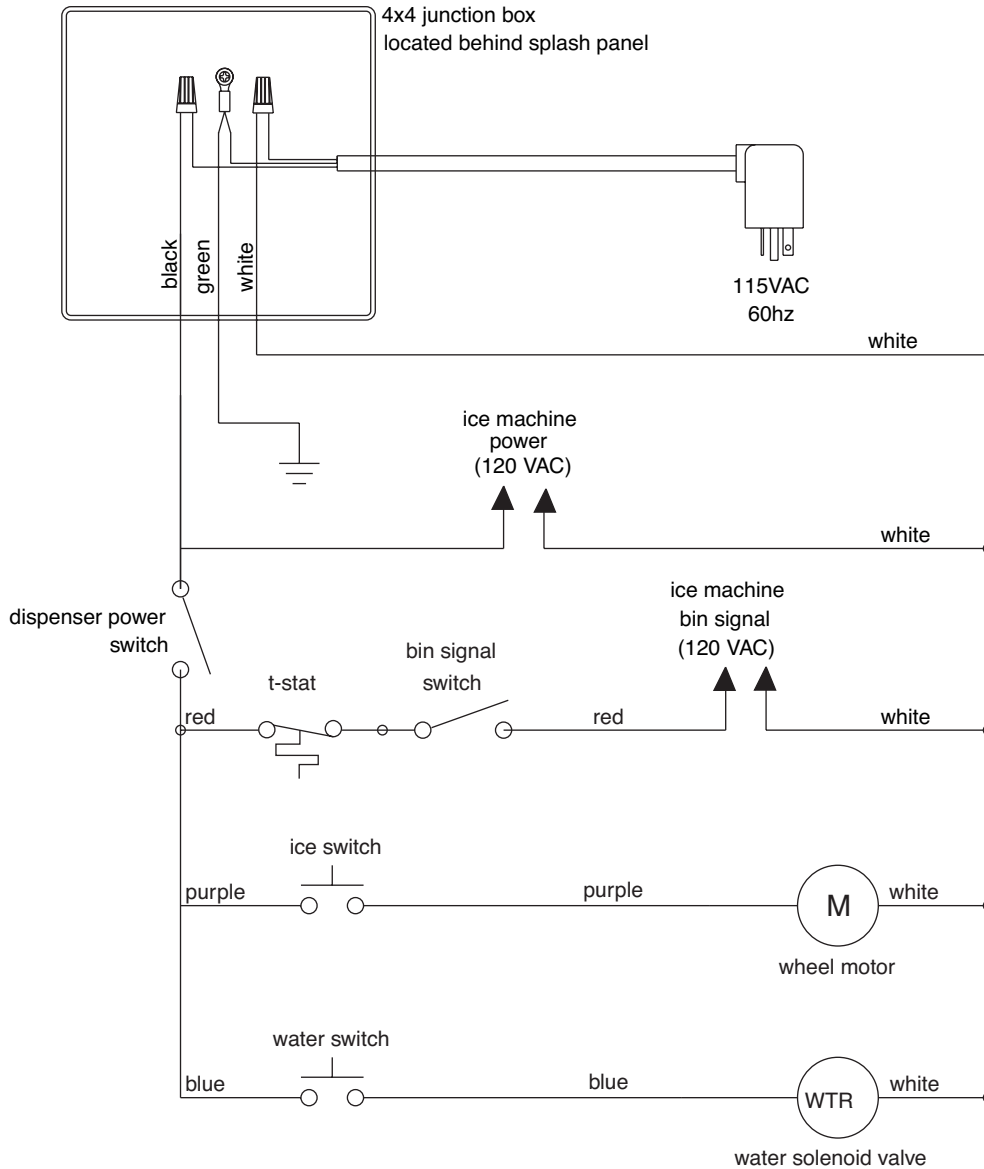 4x4 junction box
located behind splash panel
black
green
white
115VAC
60hz
white
ice machine
power
(120 VAC)
white
dispenser power
switch
ice machine
bin signal
(120 VAC)
t-stat
bin signal
switch
red
red
white
ice switch
purple
purple
M
white
wheel motor
water switch
blue
blue
WTR
white
water solenoid valve